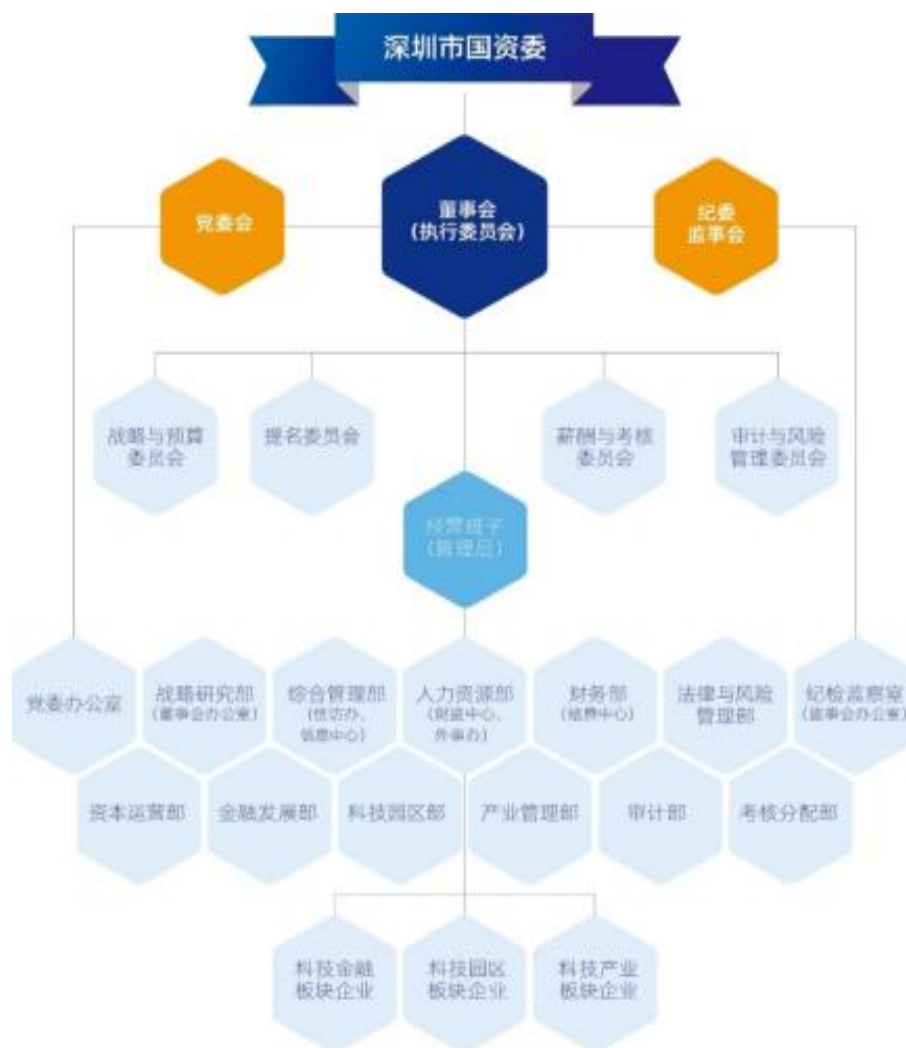 深圳市国资委
党委会
董事会
(执行委员会)
纪委
监事会
战略与预算
委员会
提名委员会
薪酬与考核
委员会
审计与风险
管理委员会
经营班子
(管理层)
党委办公室
战略研究部
(董事会办公室)
综合管理部
(信访办、
信息中心)
人力资源部
外事办)
财务部
法律与风险
管理部
纪检监察室
(监事会办公室)
资本运营部
金融发展部
科技园区部
产业管理部
审计部
考核分配部
科技金融
板块企业
科技园区
板块企业
科技产业
板块企业